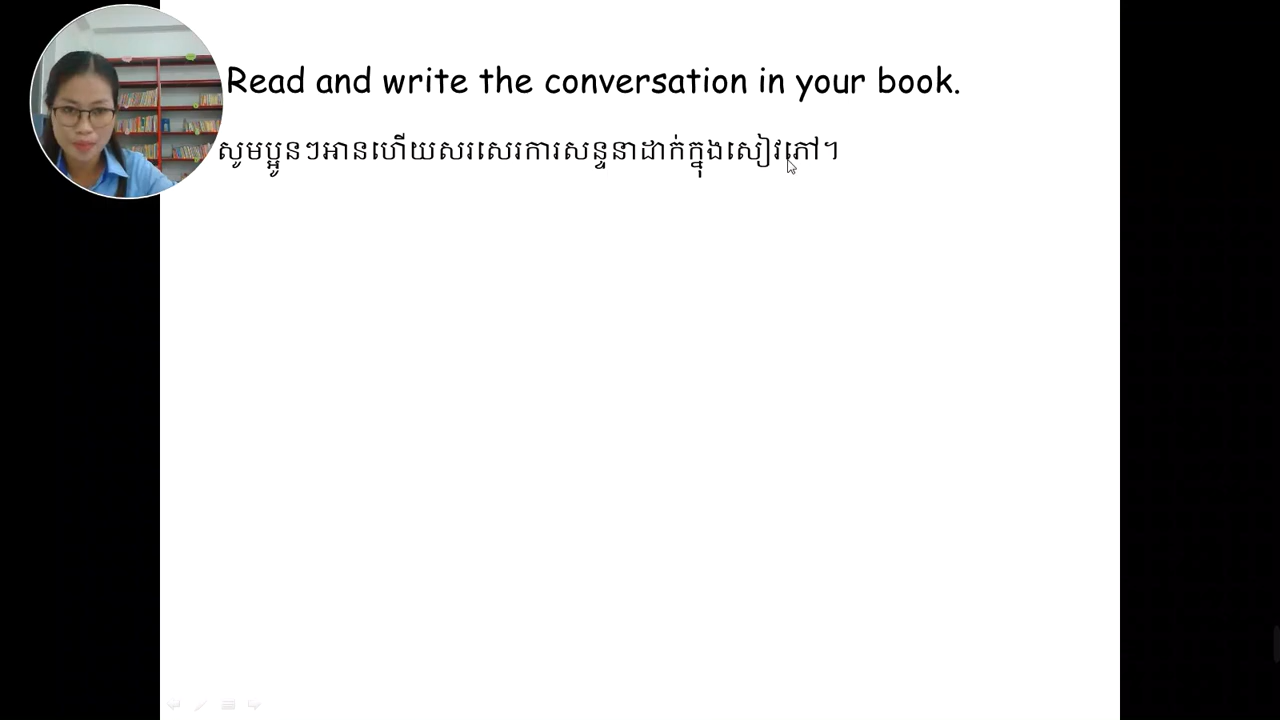 Read and write the conversation in your book.
សូមប្អូនៗអានហើយសរសេរការសន្ទនាដាក់ក្នុងសៀវភៅ។